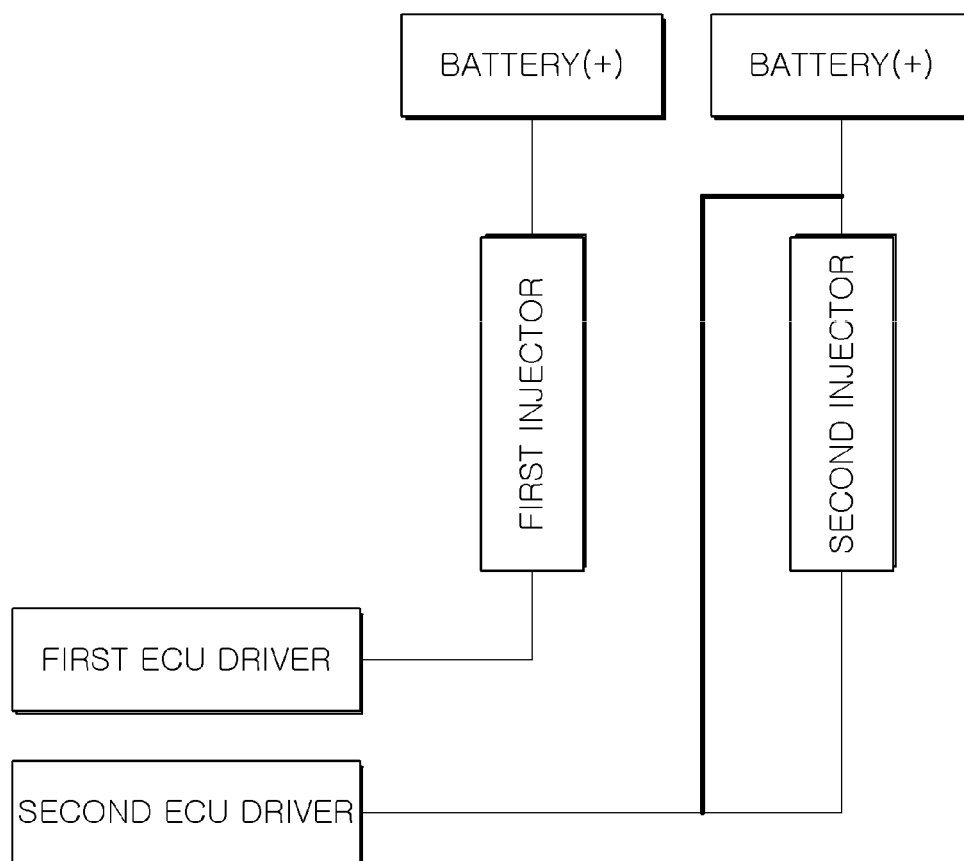 BATTERY(+)
BATTERY(+)
FIRST INJECTOR
SECOND INJECTOR
FIRST ECU DRIVER
SECOND ECU DRIVER